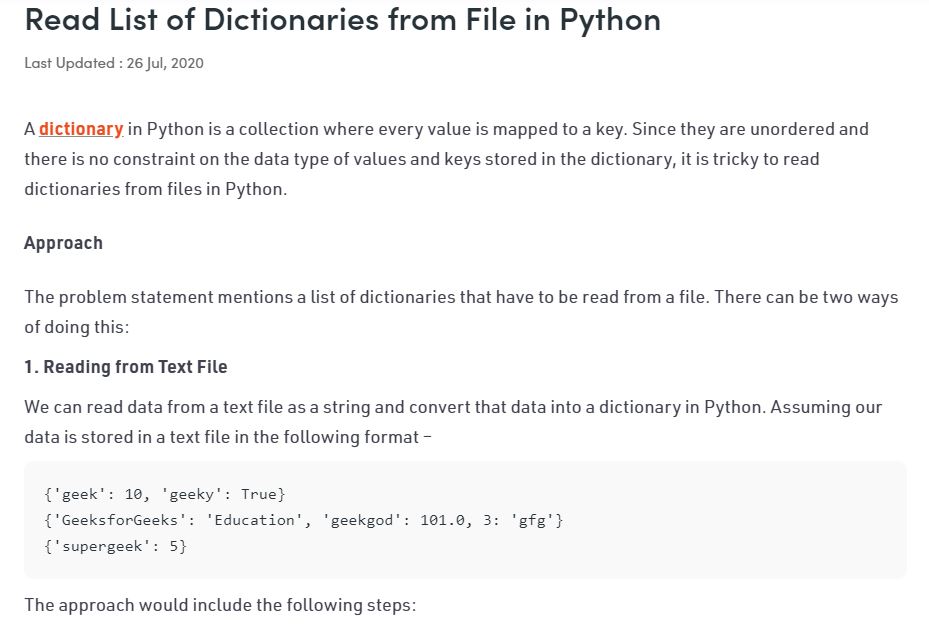 Read List of Dictionaries from File in Python
Last Updated : 26 Jul, 2020
A dictionary in Python is a collection where every value is mapped to a key. Since they are unordered and
there is no constraint on the data type of values and keys stored in the dictionary, it is tricky to read
dictionaries from files in Python.
Approach
The problem statement mentions a list of dictionaries that have to be read from a file. There can be two ways
of doing this:
1. Reading from Text File
We can read data from a text file as a string and convert that data into a dictionary in Python. Assuming our
data is stored in a text file in the following format –
{'geek': 10, 'geeky': True}
{'GeeksforGeeks': 'Education', 'geekgod': 101.0, 3: 'gfg'}
{'supergeek': 5}
The approach would include the following steps: